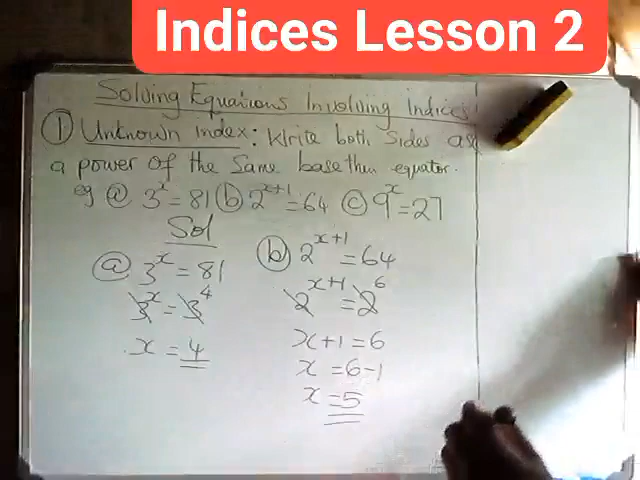 Indices Lesson 2
Solving Equations Involving Indices
① Unknown index: Write both sides as
a power of the same base then equator.
eg ⓐ 3^x = 81 ⓑ 2^(x+1) = 64 ⓒ 9^x = 27
Sol
ⓐ 3^x = 81
3^x = 3^4
x = 4
ⓑ 2^(x+1) = 64
2^(x+1) = 2^6
x+1 = 6
x = 6-1
x = 5